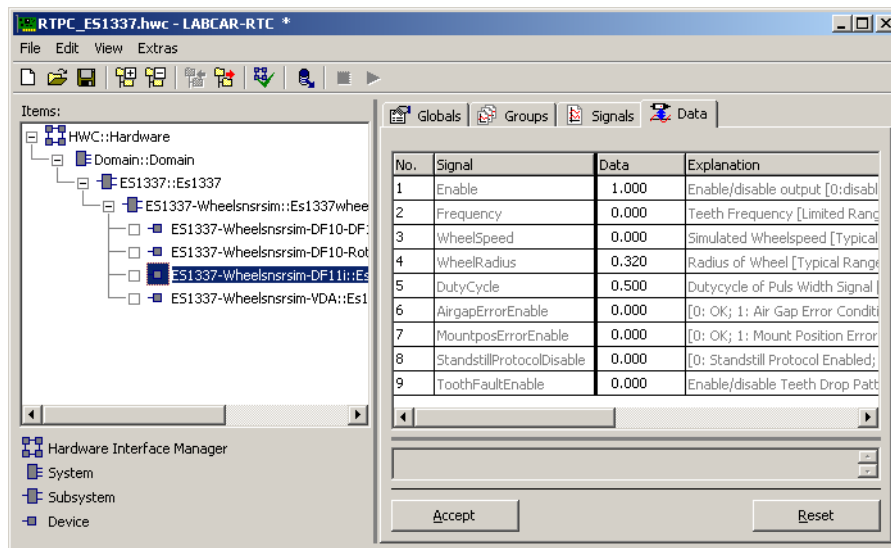 RTPC_ES1337.hwc - LABCAR-RTC *
File Edit View Extras
Items:
HWC::Hardware
Domain::Domain
ES1337::Es1337
ES1337-Wheelsnsrsim::Es1337whee
ES1337-Wheelsnsrsim-DF10-DF:
ES1337-Wheelsnsrsim-DF10-Rot
ES1337-Wheelsnsrsim-DF11i::Es
ES1337-Wheelsnsrsim-VDA::Es1
Hardware Interface Manager
System
Subsystem
Device
Globals Groups Signals Data
No. Signal Data Explanation
1 Enable 1.000 Enable/disable output [0:disabl
2 Frequency 0.000 Teeth Frequency [Limited Rang
3 WheelSpeed 0.000 Simulated Wheelspeed [Typical
4 WheelRadius 0.320 Radius of Wheel [Typical Range
5 DutyCycle 0.500 Dutycycle of Puls Width Signal [
6 AirgapErrorEnable 0.000 [0: OK; 1: Air Gap Error Conditi
7 MountposErrorEnable 0.000 [0: OK; 1: Mount Position Error
8 StandstillProtocolDisable 0.000 [0: Standstill Protocol Enabled;
9 ToothFaultEnable 0.000 Enable/disable Teeth Drop Patt
Accept Reset